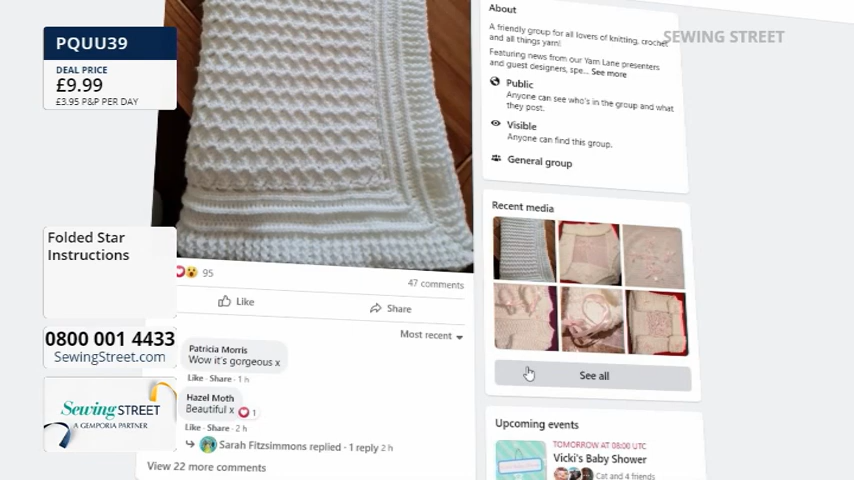 PQUU39
DEAL PRICE
£9.99
£3.95 P&P PER DAY
Folded Star
Instructions
0800 001 4433
SewingStreet.com
Sewing STREET
A GEMPORIA PARTNER
SEWING STREET
95
47 comments
Like
Share
Most recent
Patricia Morris
Wow it's gorgeous x
Like · Share · 1 h
Hazel Moth
Beautiful x
1
Like · Share · 2 h
Sarah Fitzsimmons replied · 1 reply 2 h
View 22 more comments
About
A friendly group for all lovers of knitting, crochet
and all things yarn!
Featuring news from our Yarn Lane presenters
and guest designers, spe... See more
Public
Anyone can see who's in the group and what
they post.
Visible
Anyone can find this group.
General group
Recent media
See all
Upcoming events
TOMORROW AT 08:00 UTC
Vicki's Baby Shower
Cat and 4 friends